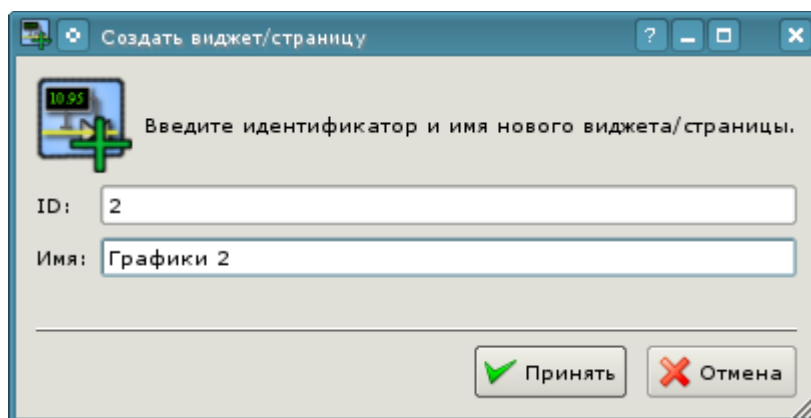 Создать виджет/страницу
10.95
Введите идентификатор и имя нового виджета/страницы.
ID: 2
Имя: Графики 2
Принять Отмена